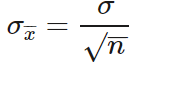 σ_x̅ = σ / √n